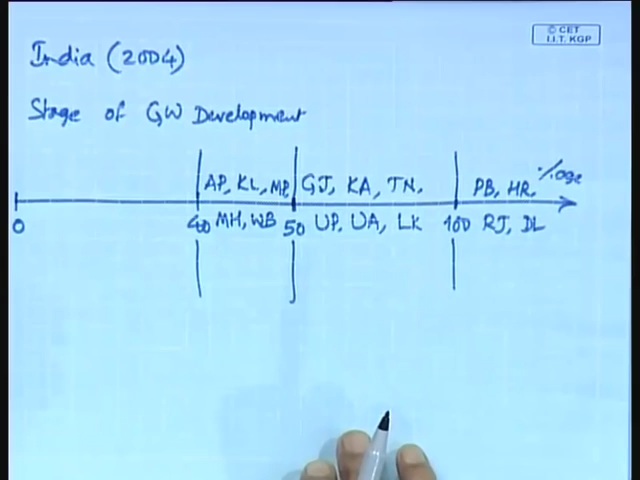 © CET
I.I.T. KGP
India (2004)
Stage of GW Development
AP, KL, MP GJ, KA, TN, PB, HR, %age
0 40 MH, WB 50 UP, UA, LK 100 RJ, DL